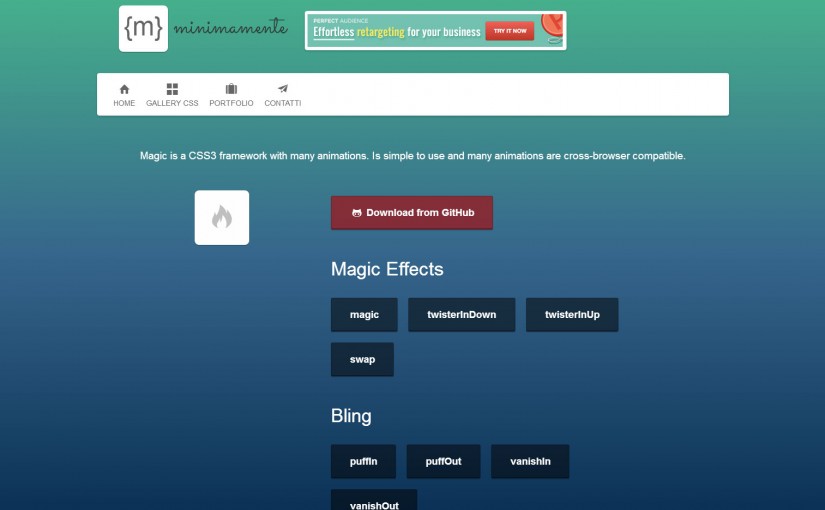 {m} minimamente
PERFECT AUDIENCE
Effortless retargeting for your business
TRY IT NOW
HOME GALLERY CSS PORTFOLIO CONTATTI
Magic is a CSS3 framework with many animations. Is simple to use and many animations are cross-browser compatible.
Download from GitHub
Magic Effects
magic twisterInDown twisterInUp
swap
Bling
puffIn puffOut vanishIn
vanishOut